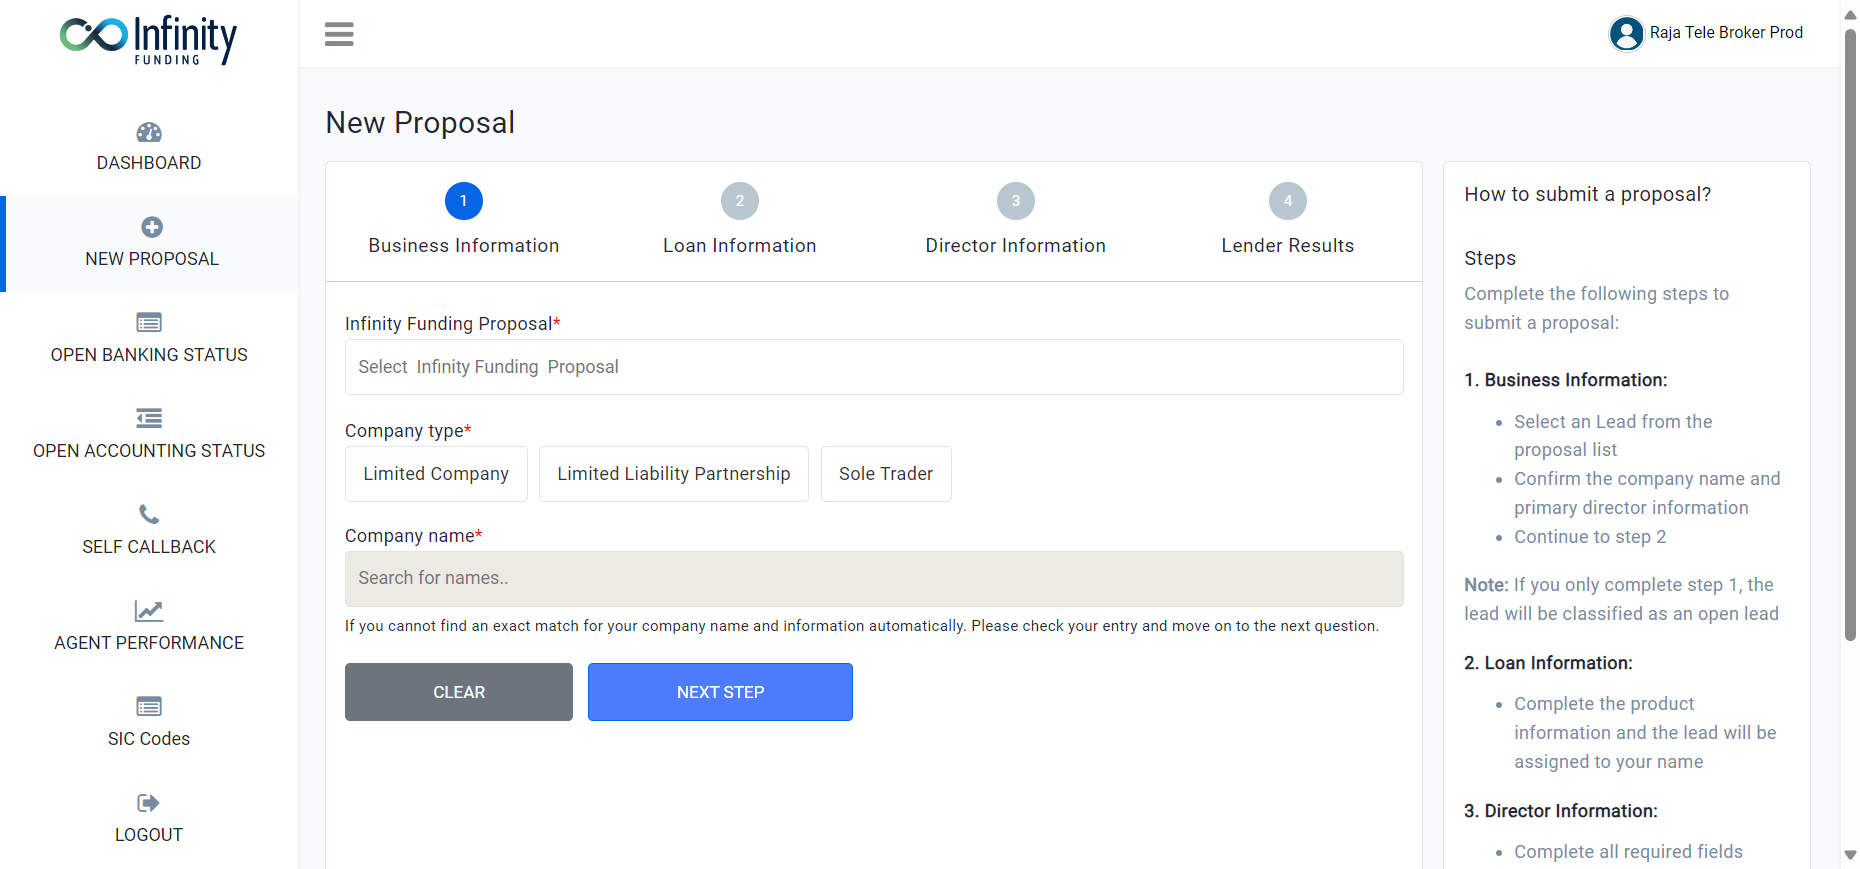 Infinity
FUNDING
Raja Tele Broker Prod
DASHBOARD
NEW PROPOSAL
OPEN BANKING STATUS
OPEN ACCOUNTING STATUS
SELF CALLBACK
AGENT PERFORMANCE
SIC Codes
LOGOUT
New Proposal
1
Business Information
2
Loan Information
3
Director Information
4
Lender Results
Infinity Funding Proposal*
Select Infinity Funding Proposal
Company type*
Limited Company
Limited Liability Partnership
Sole Trader
Company name*
Search for names..
If you cannot find an exact match for your company name and information automatically. Please check your entry and move on to the next question.
CLEAR
NEXT STEP
How to submit a proposal?
Steps
Complete the following steps to
submit a proposal:
1. Business Information:
• Select an Lead from the
proposal list
• Confirm the company name and
primary director information
• Continue to step 2
Note: If you only complete step 1, the
lead will be classified as an open lead
2. Loan Information:
• Complete the product
information and the lead will be
assigned to your name
3. Director Information:
• Complete all required fields